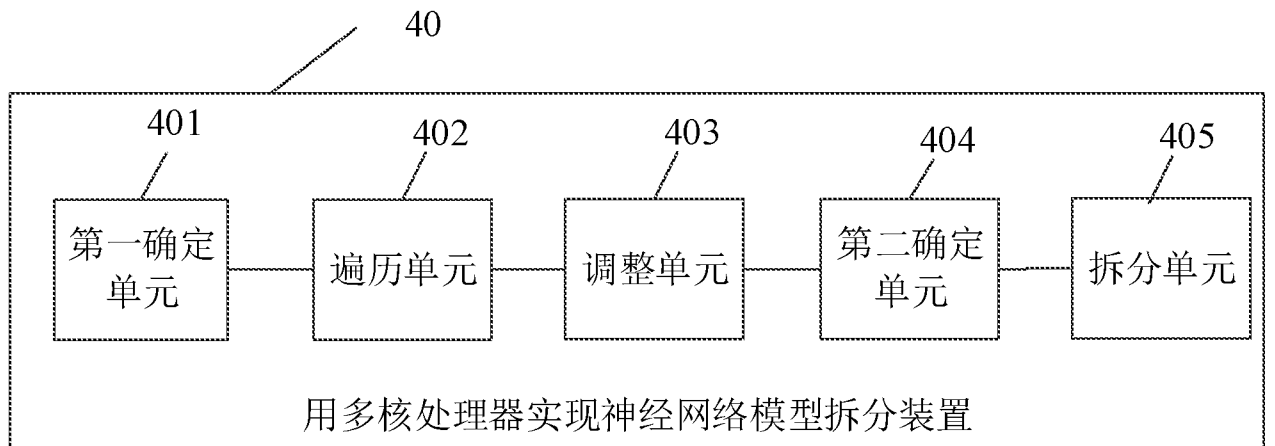 40
401
402
403
404
405
第一确定
单元
遍历单元
调整单元
第二确定
单元
拆分单元
用多核处理器实现神经网络模型拆分装置